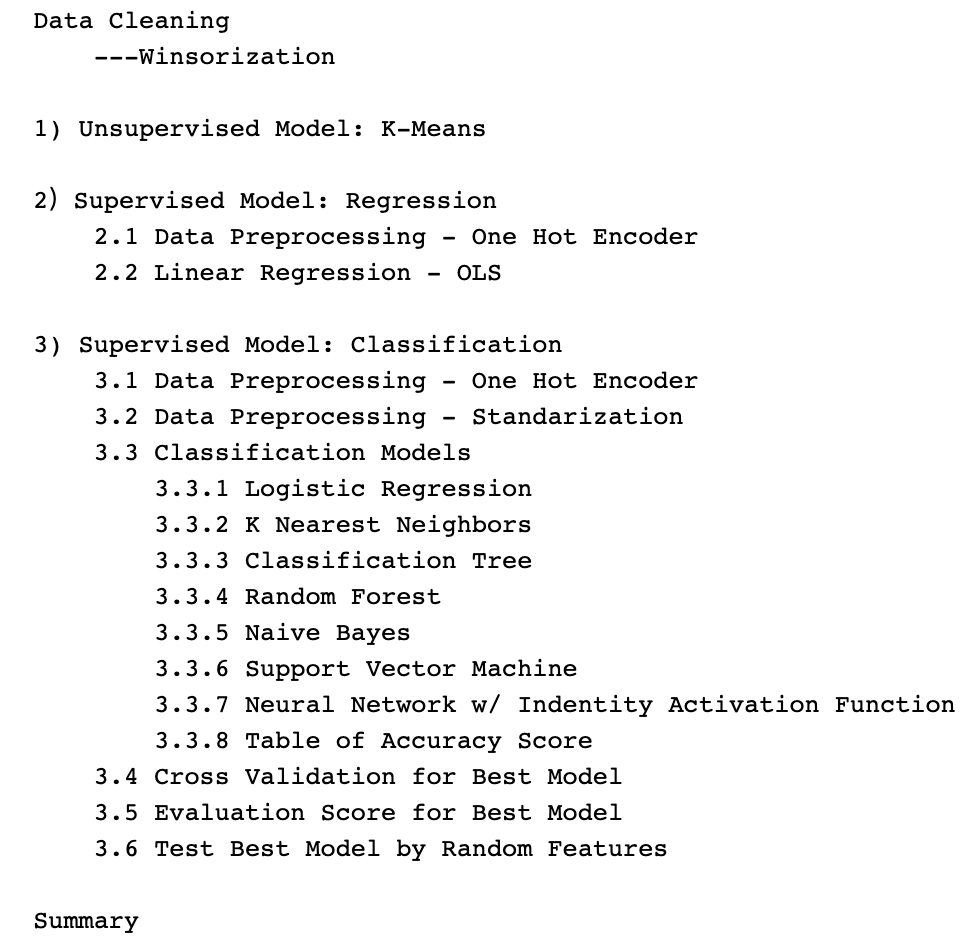 Data Cleaning
---Winsorization
1) Unsupervised Model: K-Means
2) Supervised Model: Regression
2.1 Data Preprocessing - One Hot Encoder
2.2 Linear Regression - OLS
3) Supervised Model: Classification
3.1 Data Preprocessing - One Hot Encoder
3.2 Data Preprocessing - Standarization
3.3 Classification Models
3.3.1 Logistic Regression
3.3.2 K Nearest Neighbors
3.3.3 Classification Tree
3.3.4 Random Forest
3.3.5 Naive Bayes
3.3.6 Support Vector Machine
3.3.7 Neural Network w/ Indentity Activation Function
3.3.8 Table of Accuracy Score
3.4 Cross Validation for Best Model
3.5 Evaluation Score for Best Model
3.6 Test Best Model by Random Features
Summary